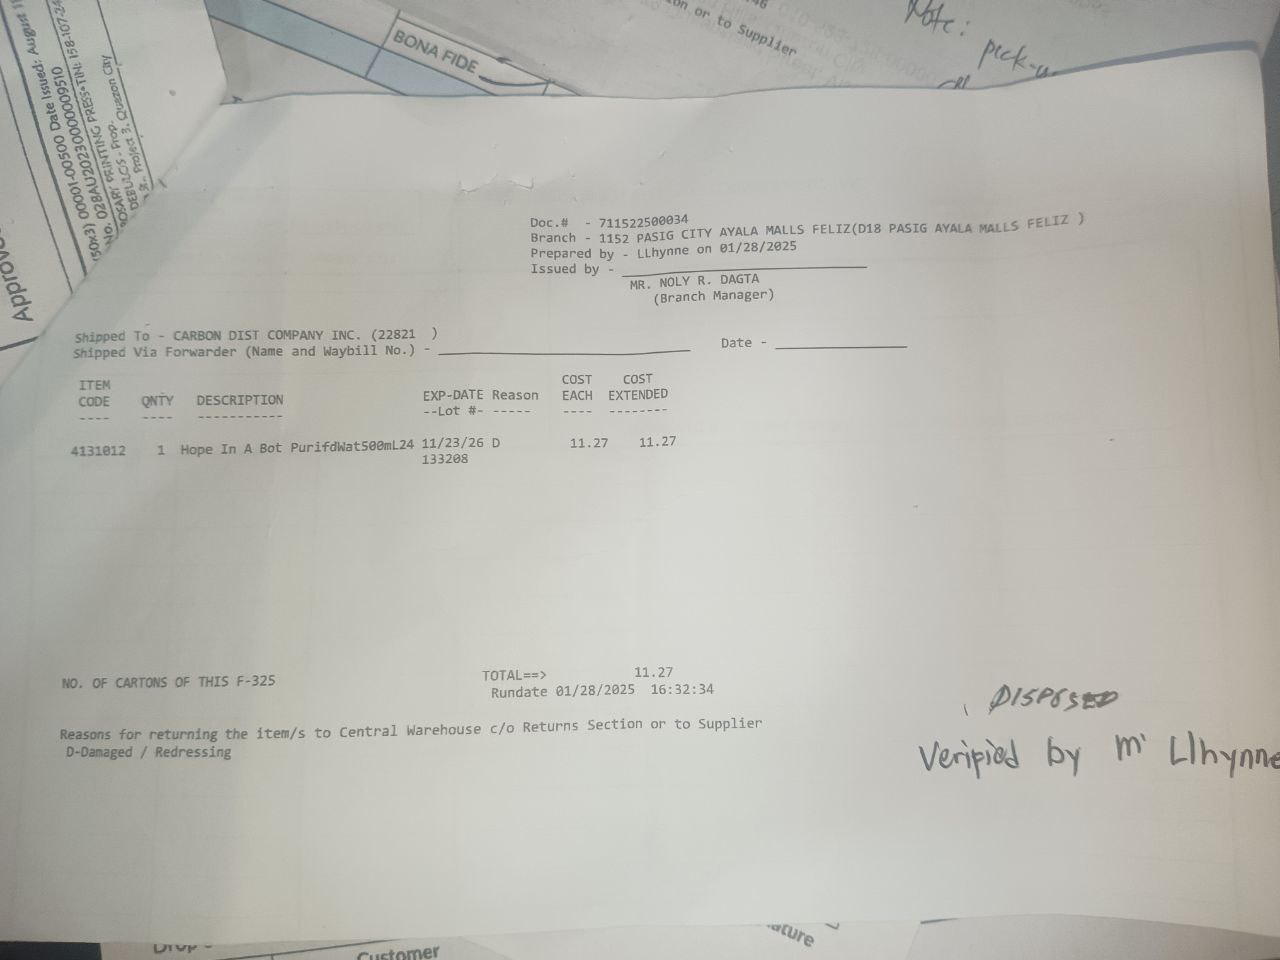 on or to Supplier
Note:
pick-u
BONA FIDE
00001-00500 Date Issued: August
No. 028AU20230000009510
PRINTING PRESS•TIN: 158-107-24
DEBULOS - Prop.
Project 3, Quezon City
Approv
Doc.# - 711522500034
Branch - 1152 PASIG CITY AYALA MALLS FELIZ(D18 PASIG AYALA MALLS FELIZ )
Prepared by - LLhynne on 01/28/2025
Issued by -
MR. NOLY R. DAGTA
(Branch Manager)
Shipped To - CARBON DIST COMPANY INC. (22821 )
Shipped Via Forwarder (Name and Waybill No.) - Date -
ITEM COST COST
CODE QNTY DESCRIPTION EXP-DATE Reason EACH EXTENDED
---- ---- ----------- --Lot #- ----- ---- --------
4131012 1 Hope In A Bot PurifdWat500mL24 11/23/26 D 11.27 11.27
133208
NO. OF CARTONS OF THIS F-325 TOTAL==> 11.27
Rundate 01/28/2025 16:32:34
Reasons for returning the item/s to Central Warehouse c/o Returns Section or to Supplier
D-Damaged / Redressing
DISPOSED
Veripied by m' Llhynne
Customer
ature